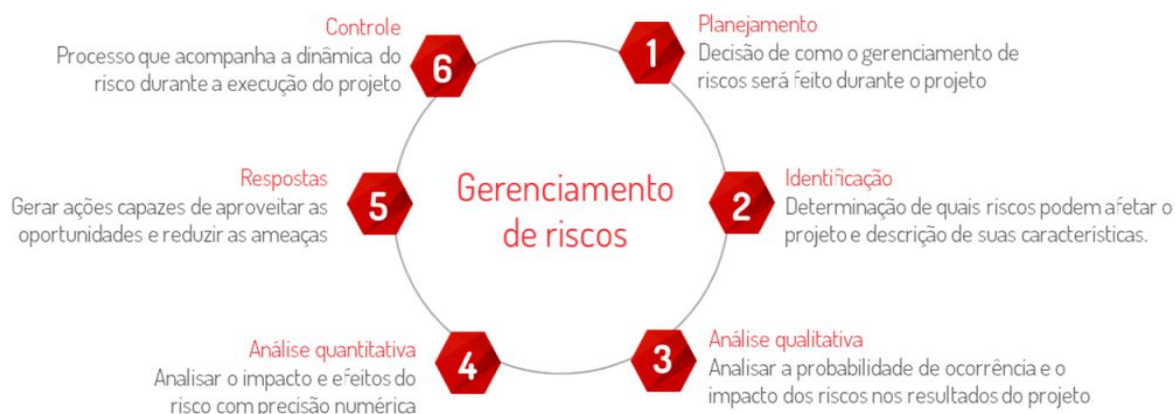 Gerenciamento
de riscos
1
Planejamento
Decisão de como o gerenciamento de
riscos será feito durante o projeto
2
Identificação
Determinação de quais riscos podem afetar o
projeto e descrição de suas características.
3
Análise qualitativa
Analisar a probabilidade de ocorrência e o
impacto dos riscos nos resultados do projeto
4
Análise quantitativa
Analisar o impacto e efeitos do
risco com precisão numérica
5
Respostas
Gerar ações capazes de aproveitar as
oportunidades e reduzir as ameaças
6
Controle
Processo que acompanha a dinâmica do
risco durante a execução do projeto